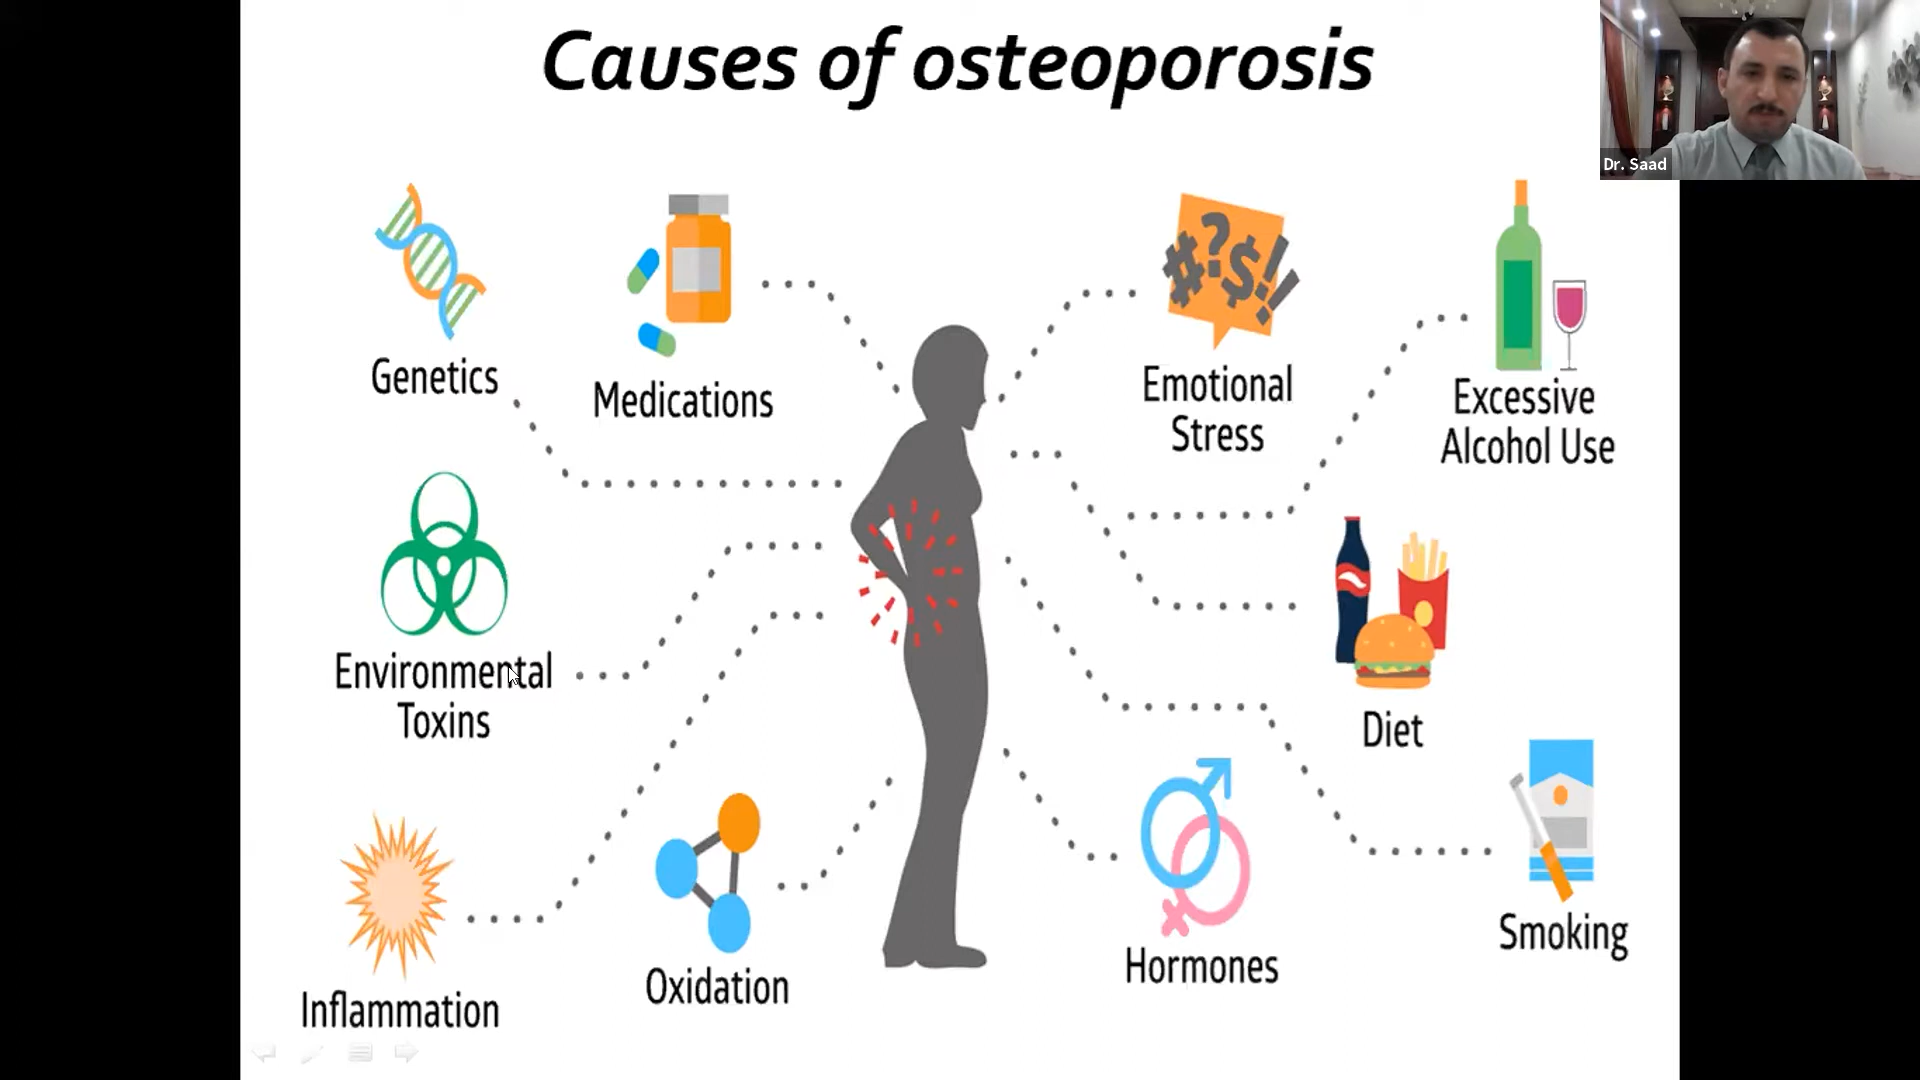 Causes of osteoporosis
Dr. Saad
Genetics
Medications
#?$!/
Emotional
Stress
Excessive
Alcohol Use
Environmental
Toxins
Diet
Inflammation
Oxidation
Hormones
Smoking